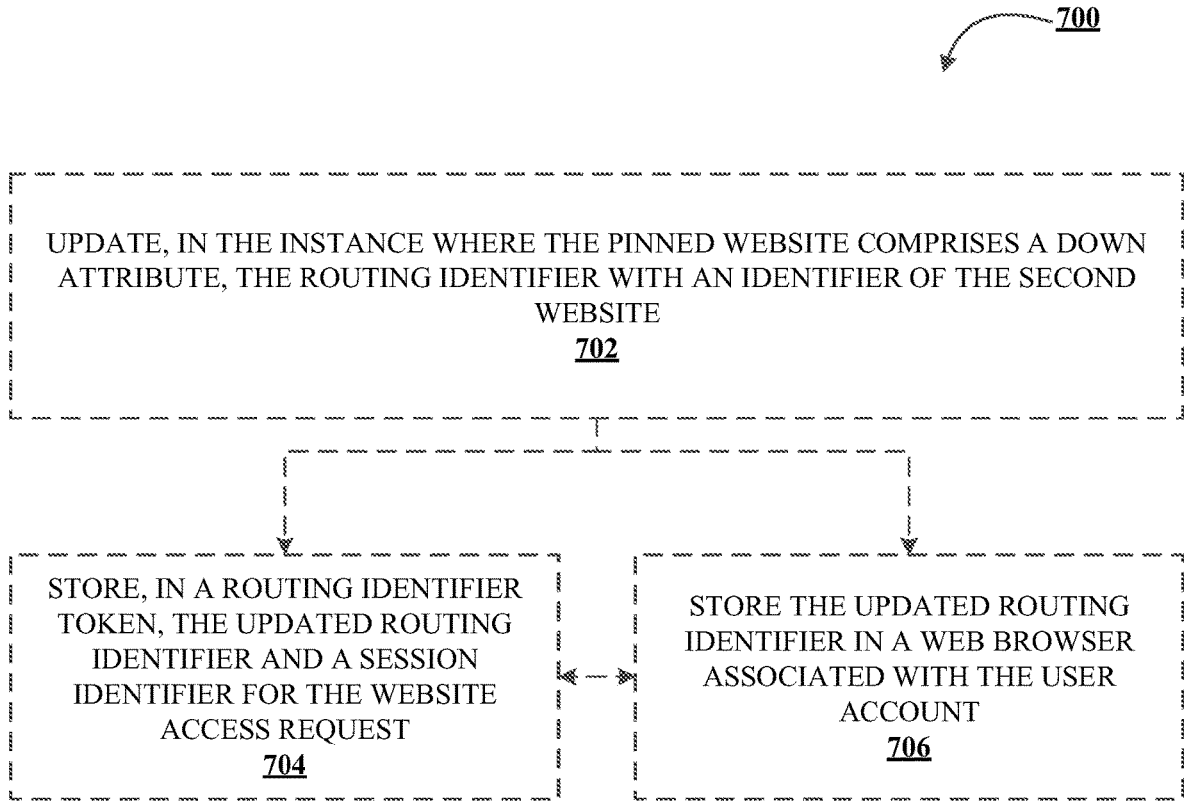 700
UPDATE, IN THE INSTANCE WHERE THE PINNED WEBSITE COMPRISES A DOWN
ATTRIBUTE, THE ROUTING IDENTIFIER WITH AN IDENTIFIER OF THE SECOND
WEBSITE
702
STORE, IN A ROUTING IDENTIFIER
TOKEN, THE UPDATED ROUTING
IDENTIFIER AND A SESSION
IDENTIFIER FOR THE WEBSITE
ACCESS REQUEST
704
STORE THE UPDATED ROUTING
IDENTIFIER IN A WEB BROWSER
ASSOCIATED WITH THE USER
ACCOUNT
706